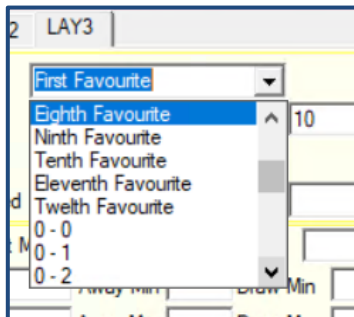 2 LAY3
First Favourite
Eighth Favourite
10
Ninth Favourite
Tenth Favourite
Eleventh Favourite
Twelth Favourite
ed
0 - 0
0 - 1
0 - 2
Away Min Draw Min